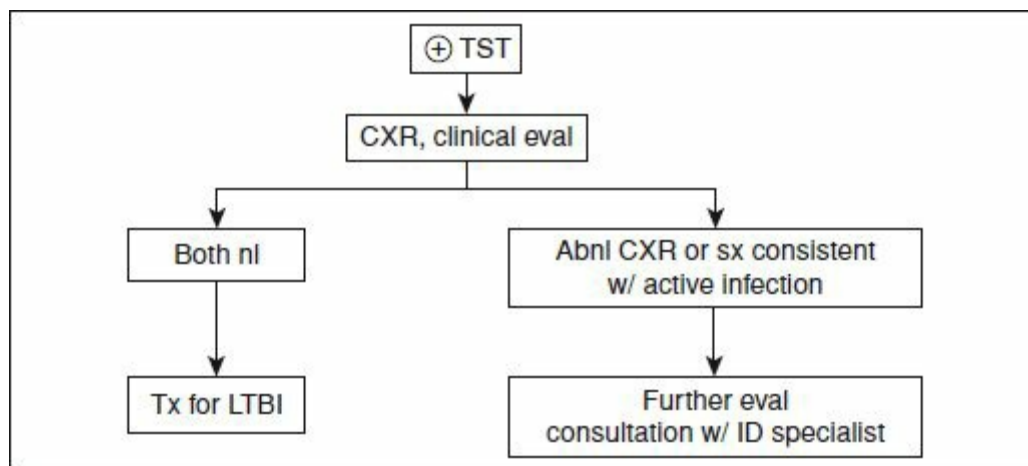 ⊕ TST
CXR, clinical eval
Both nl
Abnl CXR or sx consistent
w/ active infection
Tx for LTBI
Further eval
consultation w/ ID specialist